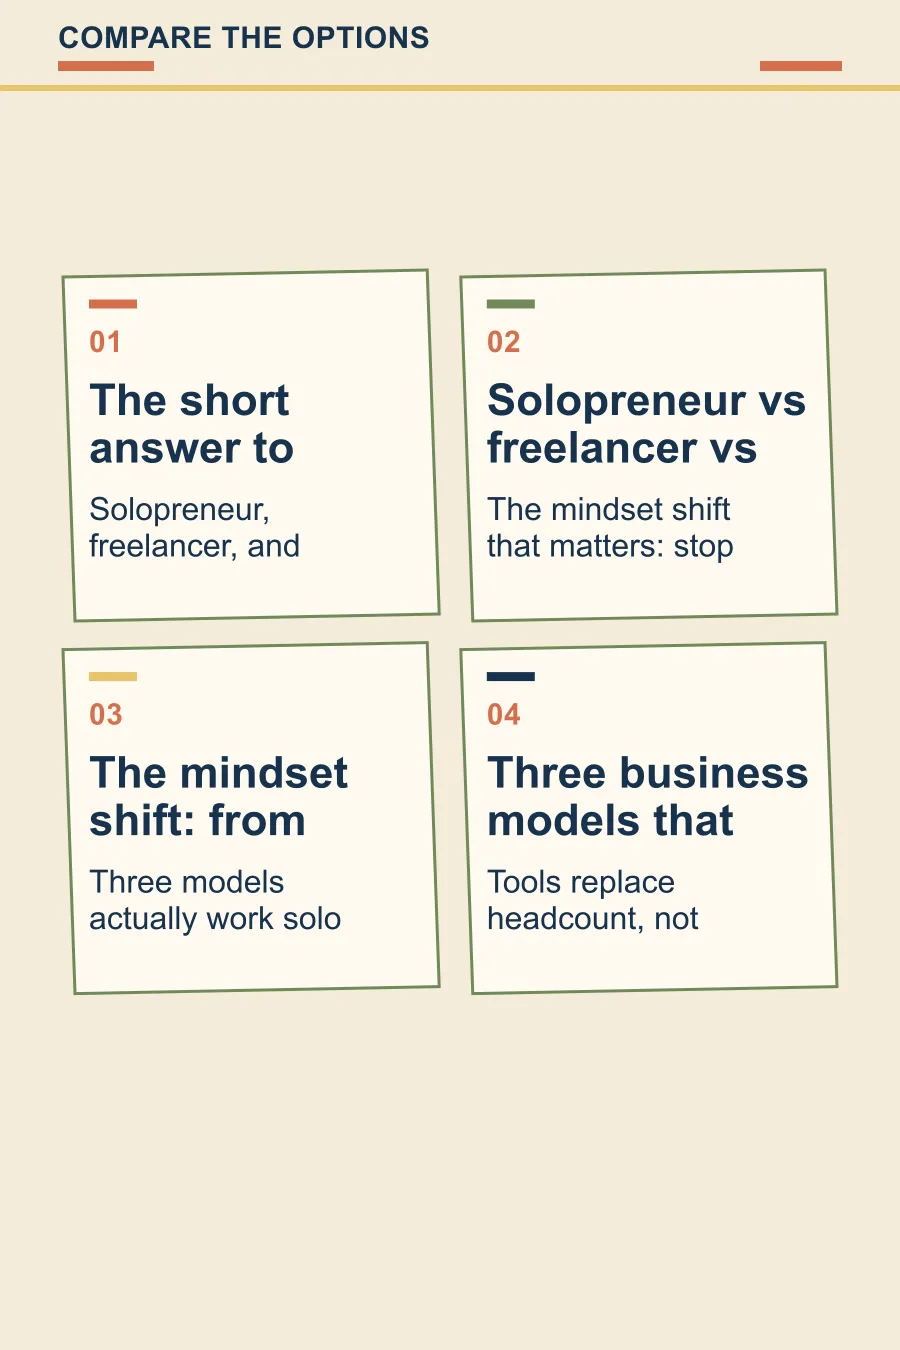 COMPARE THE OPTIONS
01
The short
answer to
Solopreneur,
freelancer, and
02
Solopreneur vs
freelancer vs
The mindset shift
that matters: stop
03
The mindset
shift: from
Three models
actually work solo
04
Three business
models that
Tools replace
headcount, not